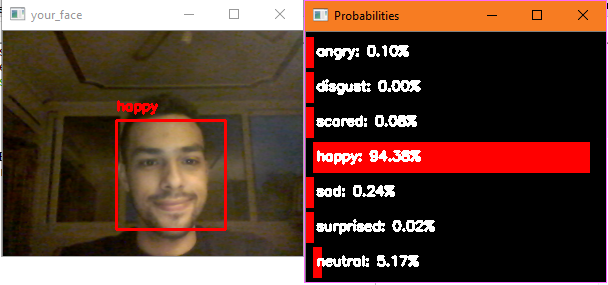 your_face
happy
Probabilities
angry: 0.10%
disgust: 0.00%
scared: 0.08%
happy: 94.38%
sad: 0.24%
surprised: 0.02%
neutral: 5.17%